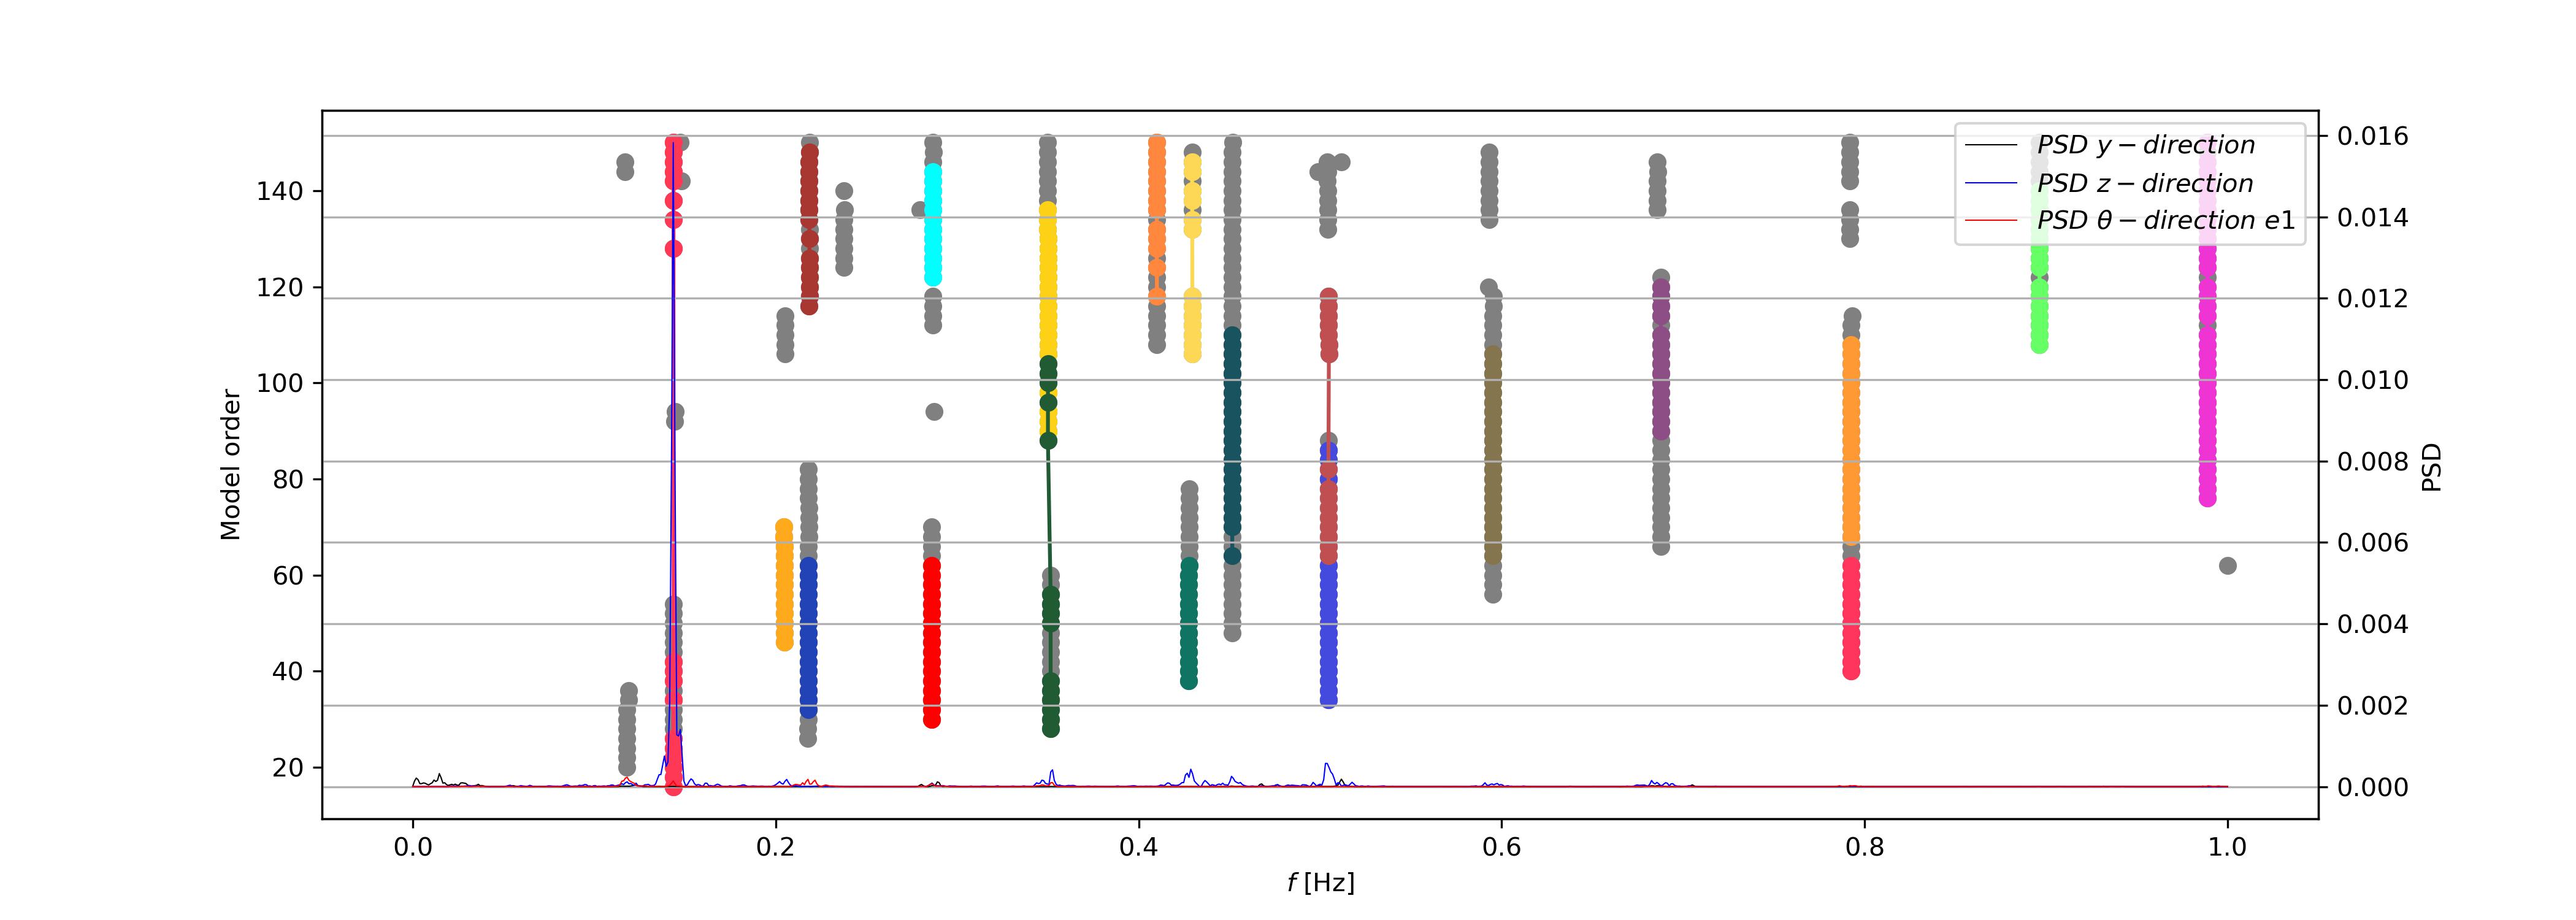 PSD y − direction
PSD z − direction
PSD θ − direction e1
140
120
100
80
60
40
20
Model order
0.016
0.014
0.012
0.010
0.008
0.006
0.004
0.002
0.000
PSD
0.0 0.2 0.4 0.6 0.8 1.0
f [Hz]